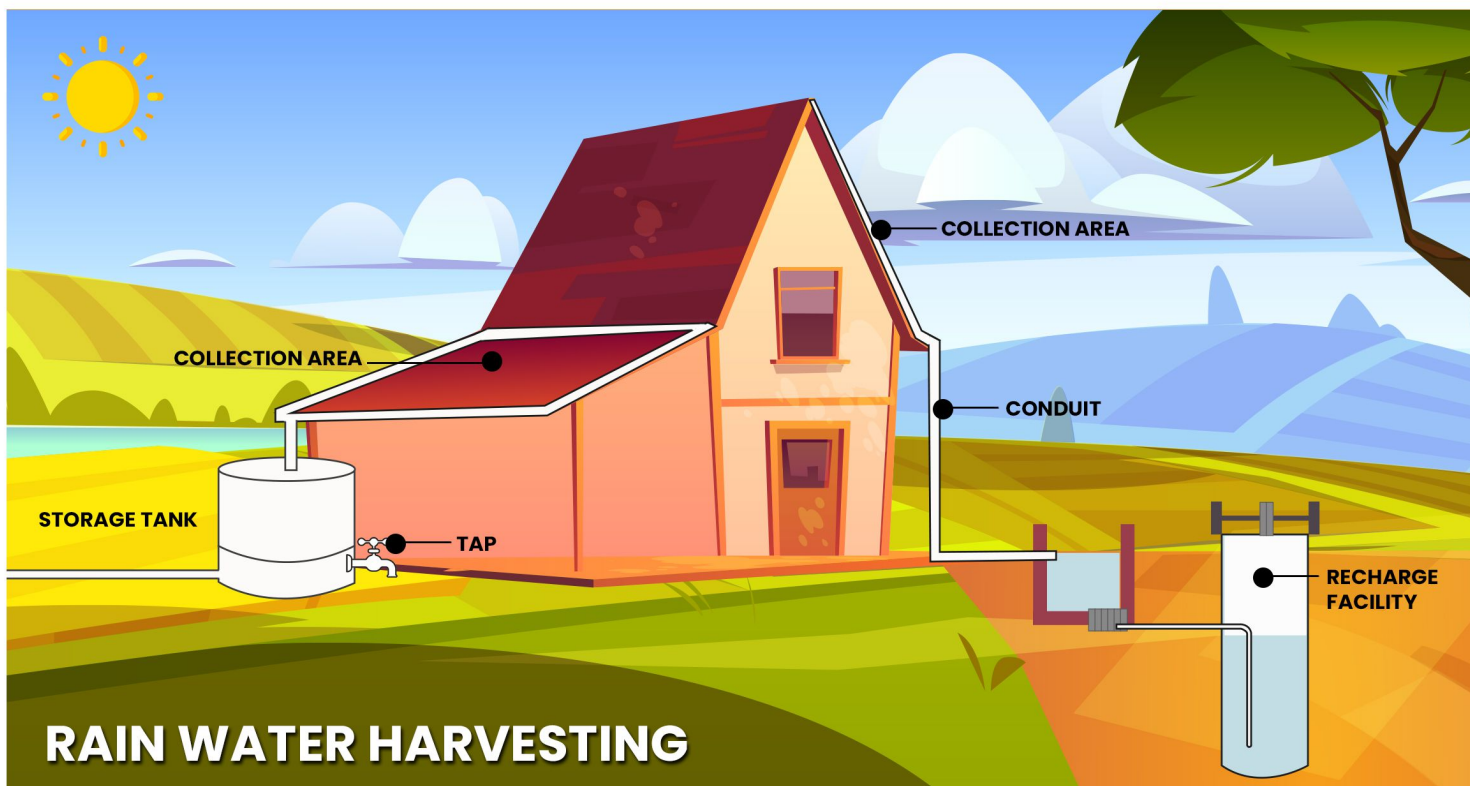 COLLECTION AREA
COLLECTION AREA
CONDUIT
STORAGE TANK
TAP
RECHARGE
FACILITY
RAIN WATER HARVESTING